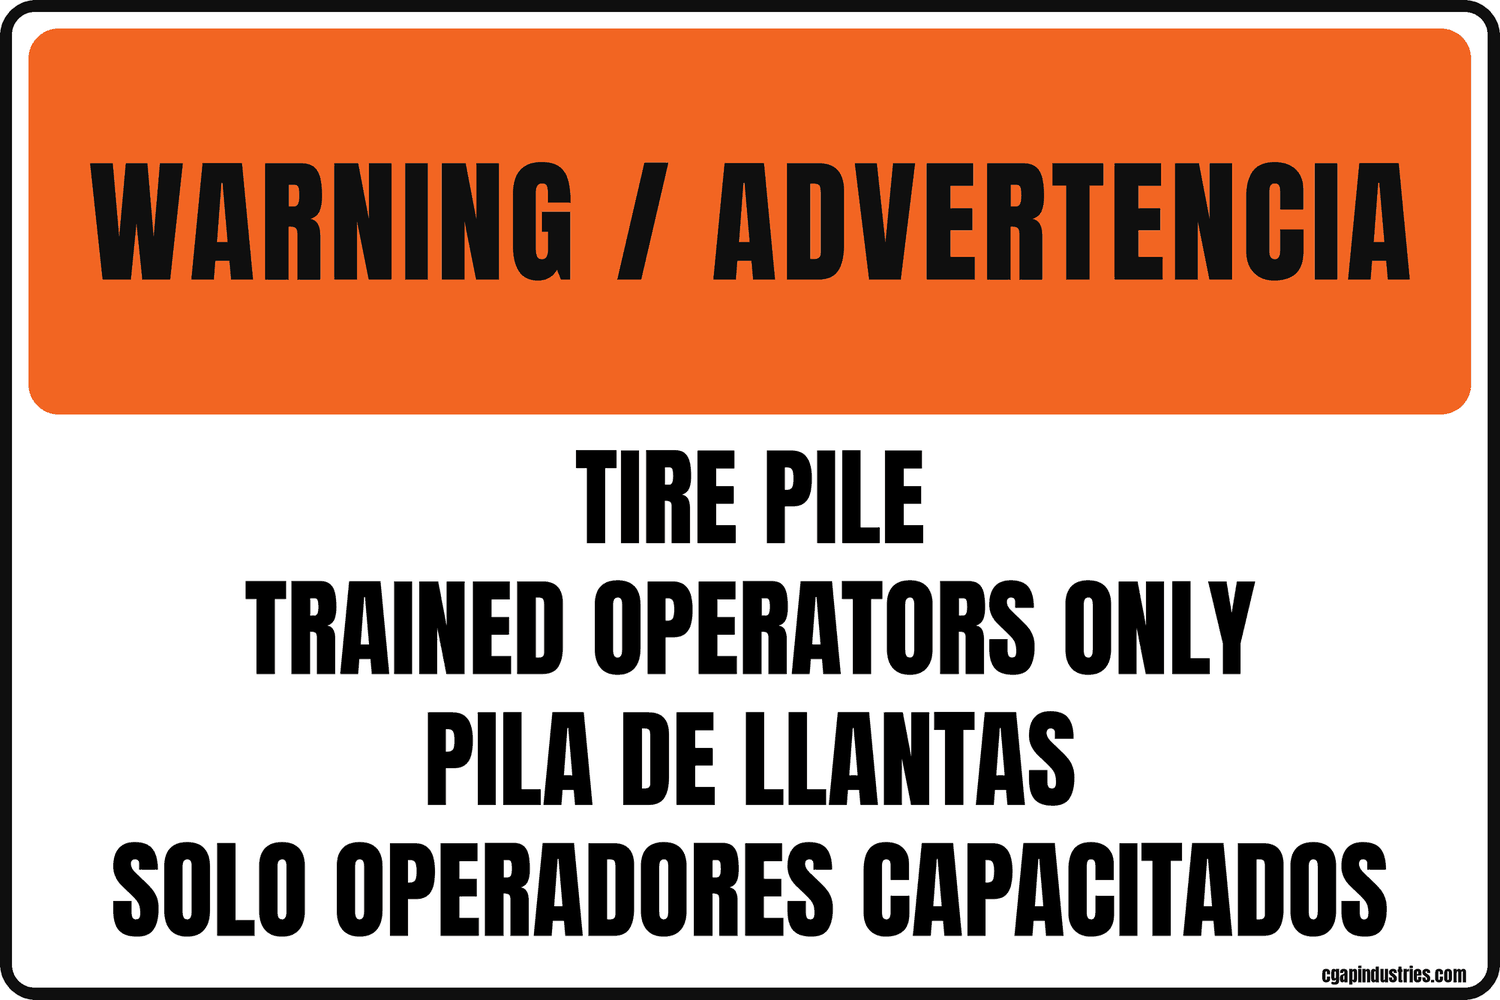 WARNING / ADVERTENCIA
TIRE PILE
TRAINED OPERATORS ONLY
PILA DE LLANTAS
SOLO OPERADORES CAPACITADOS
cgapindustries.com